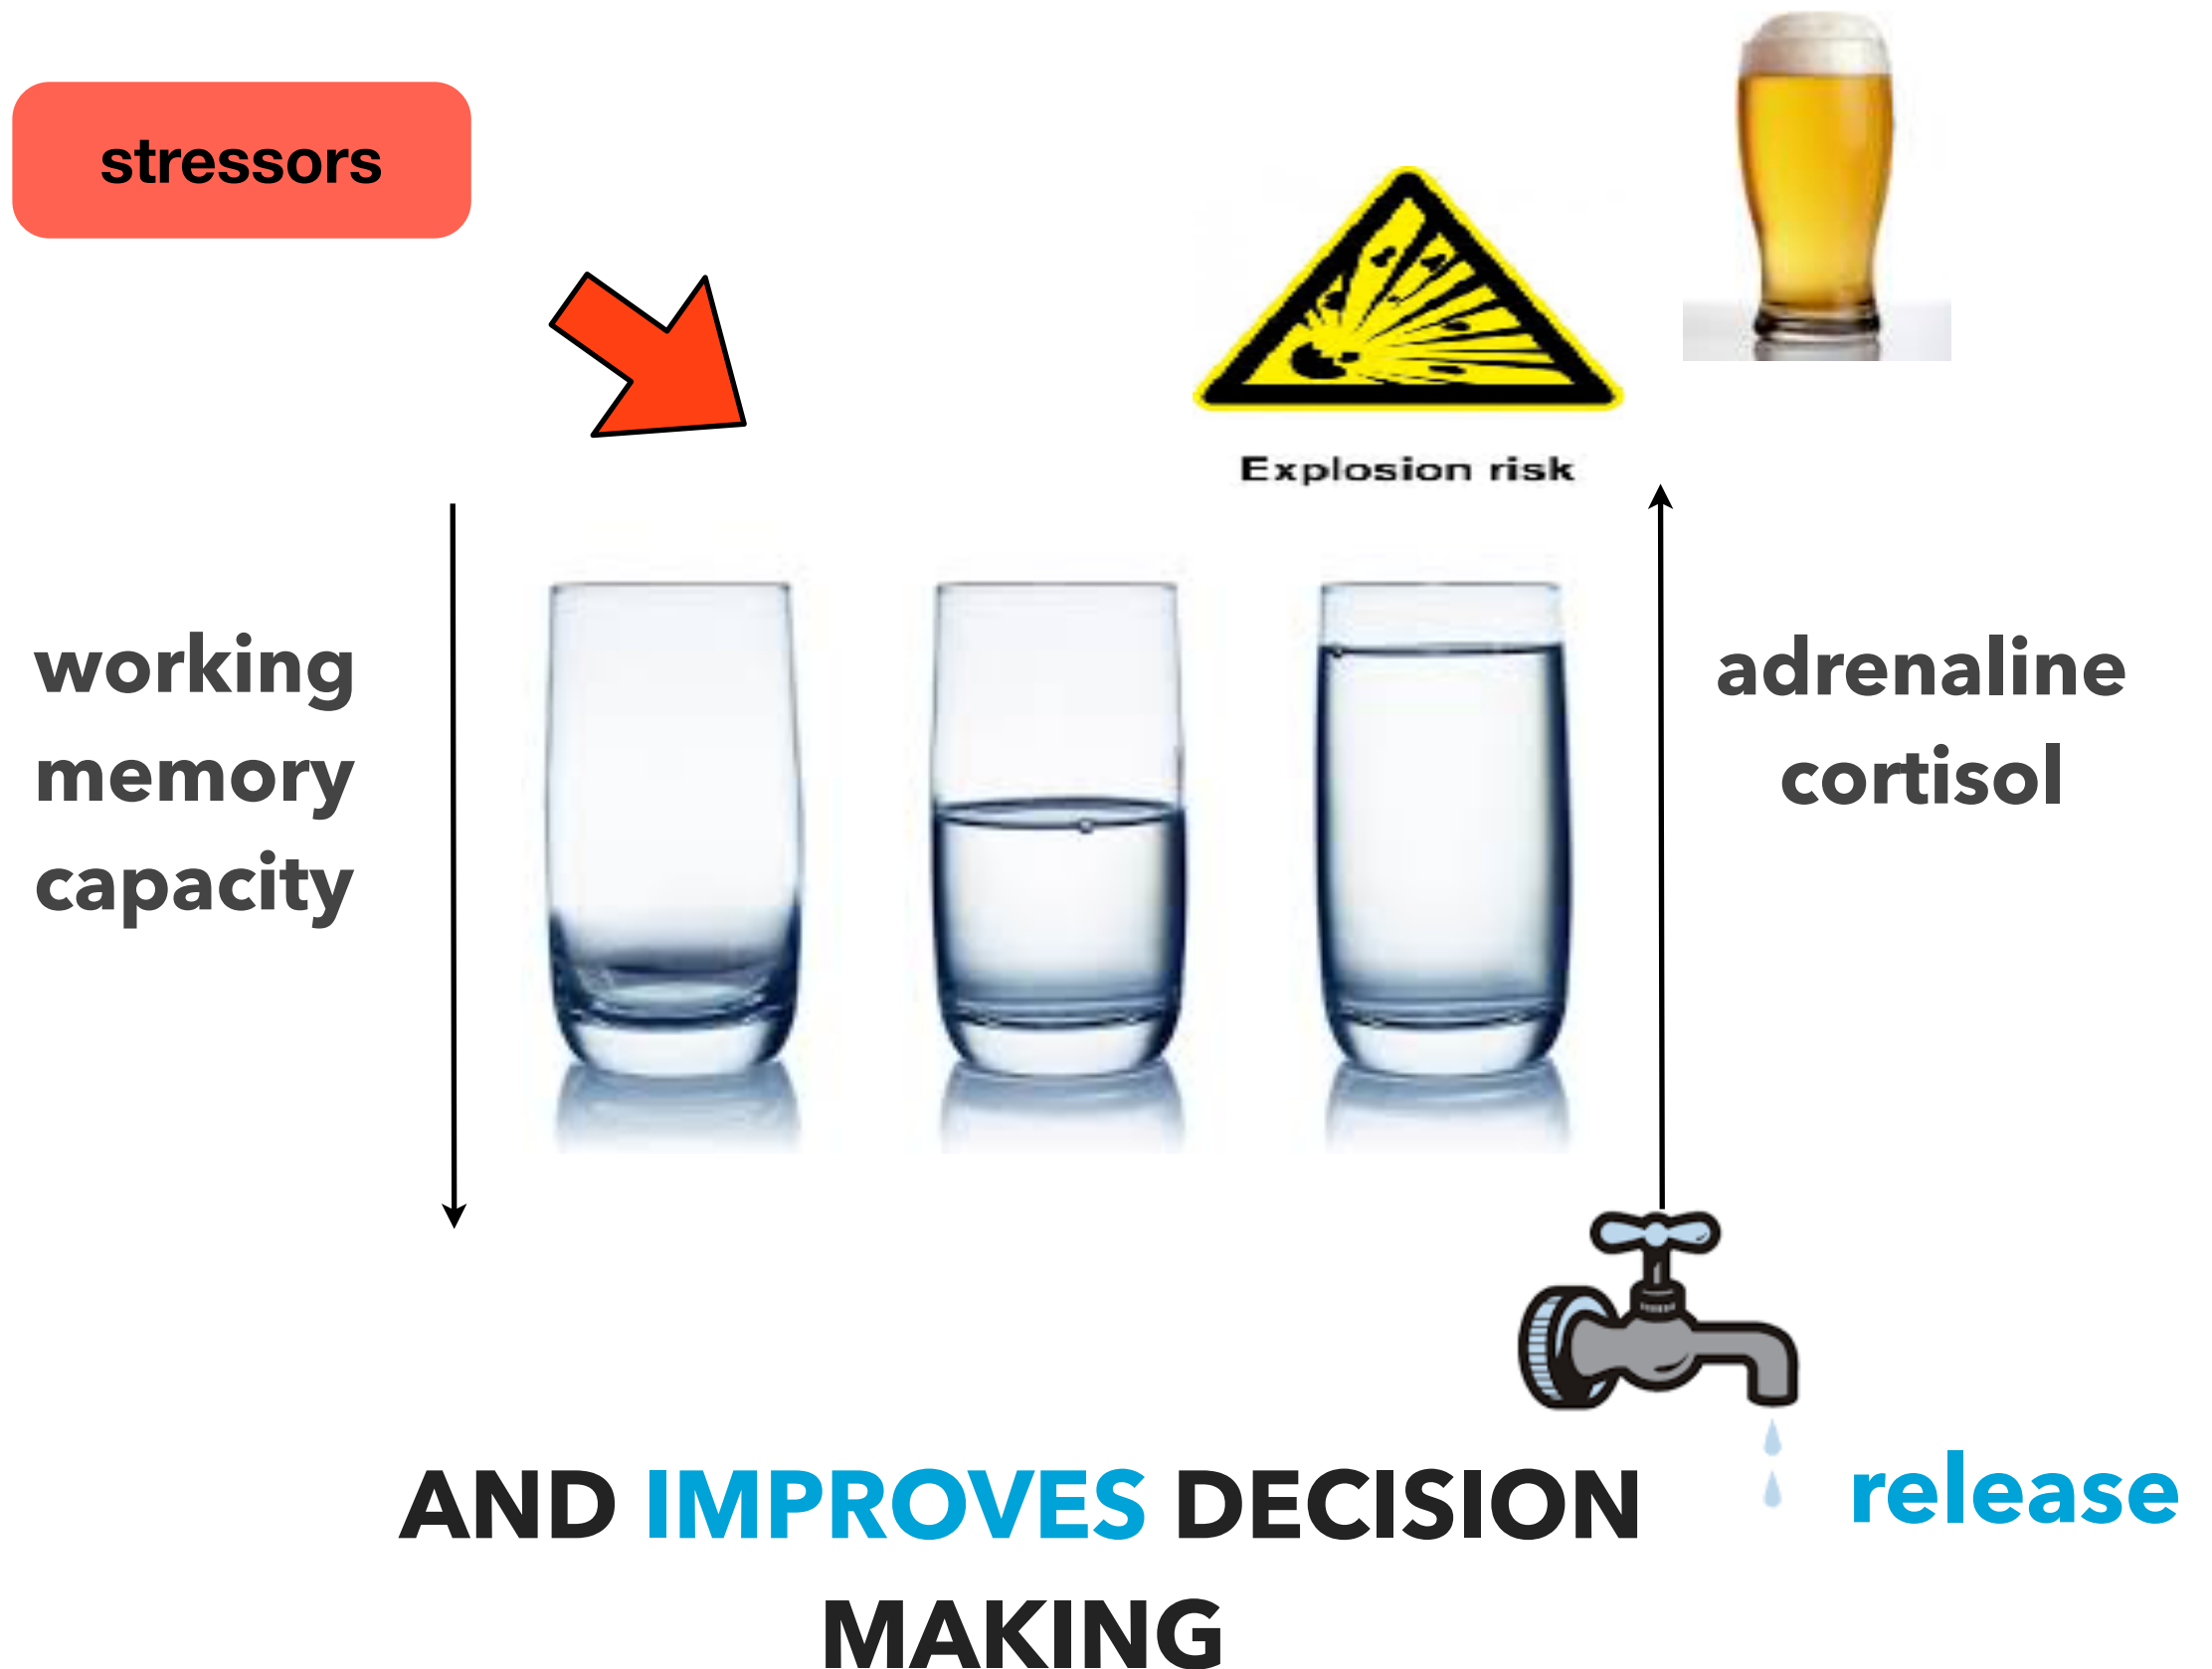 stressors
Explosion risk
working
memory
capacity
adrenaline
cortisol
release
AND IMPROVES DECISION
MAKING